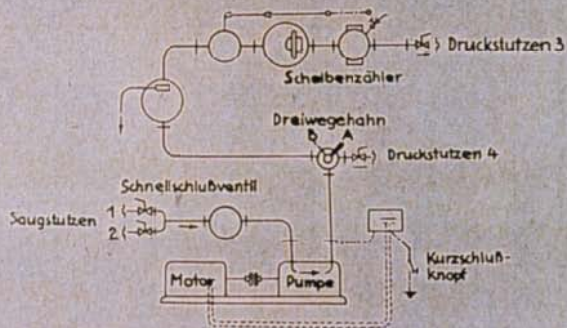 Druckstutzen 3
Scheibenzähler
Dreiwegehahn
B A
Druckstutzen 4
Schnellschlußventil
Saugstutzen 1
2
Kurzschluß-
knopf
Motor Pumpe